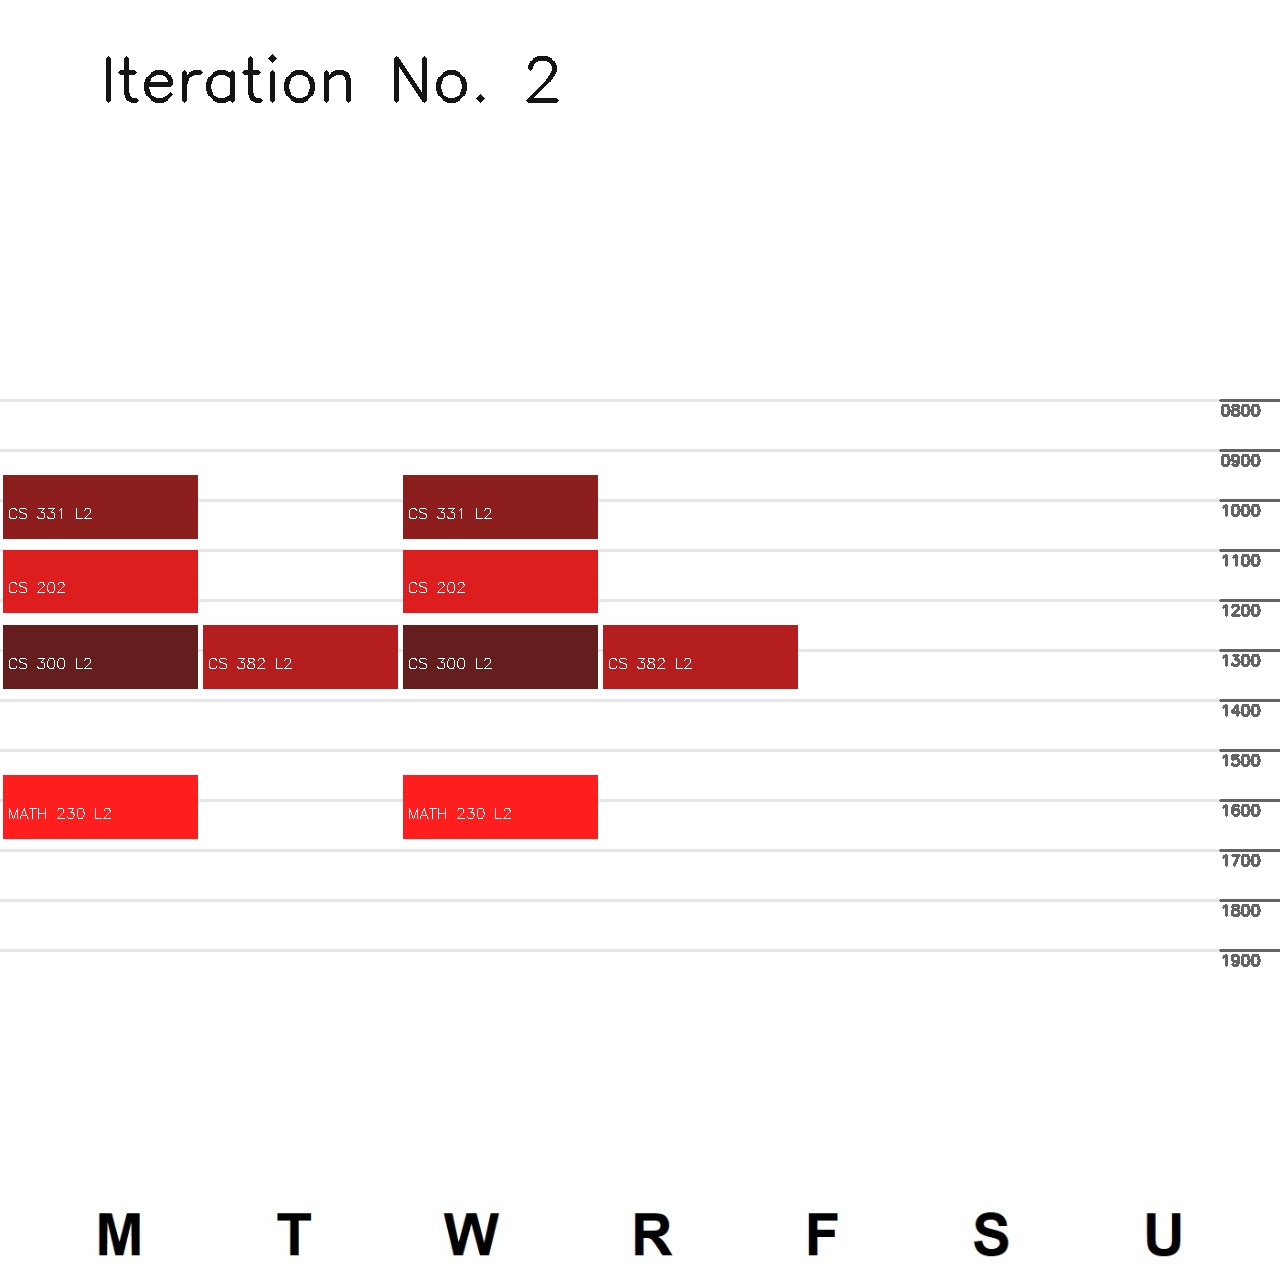 Iteration No. 2
0800
0900
CS 331 L2 CS 331 L2 1000
1100
CS 202 CS 202
1200
CS 300 L2 CS 382 L2 CS 300 L2 CS 382 L2 1300
1400
1500
MATH 230 L2 MATH 230 L2 1600
1700
1800
1900
M T W R F S U